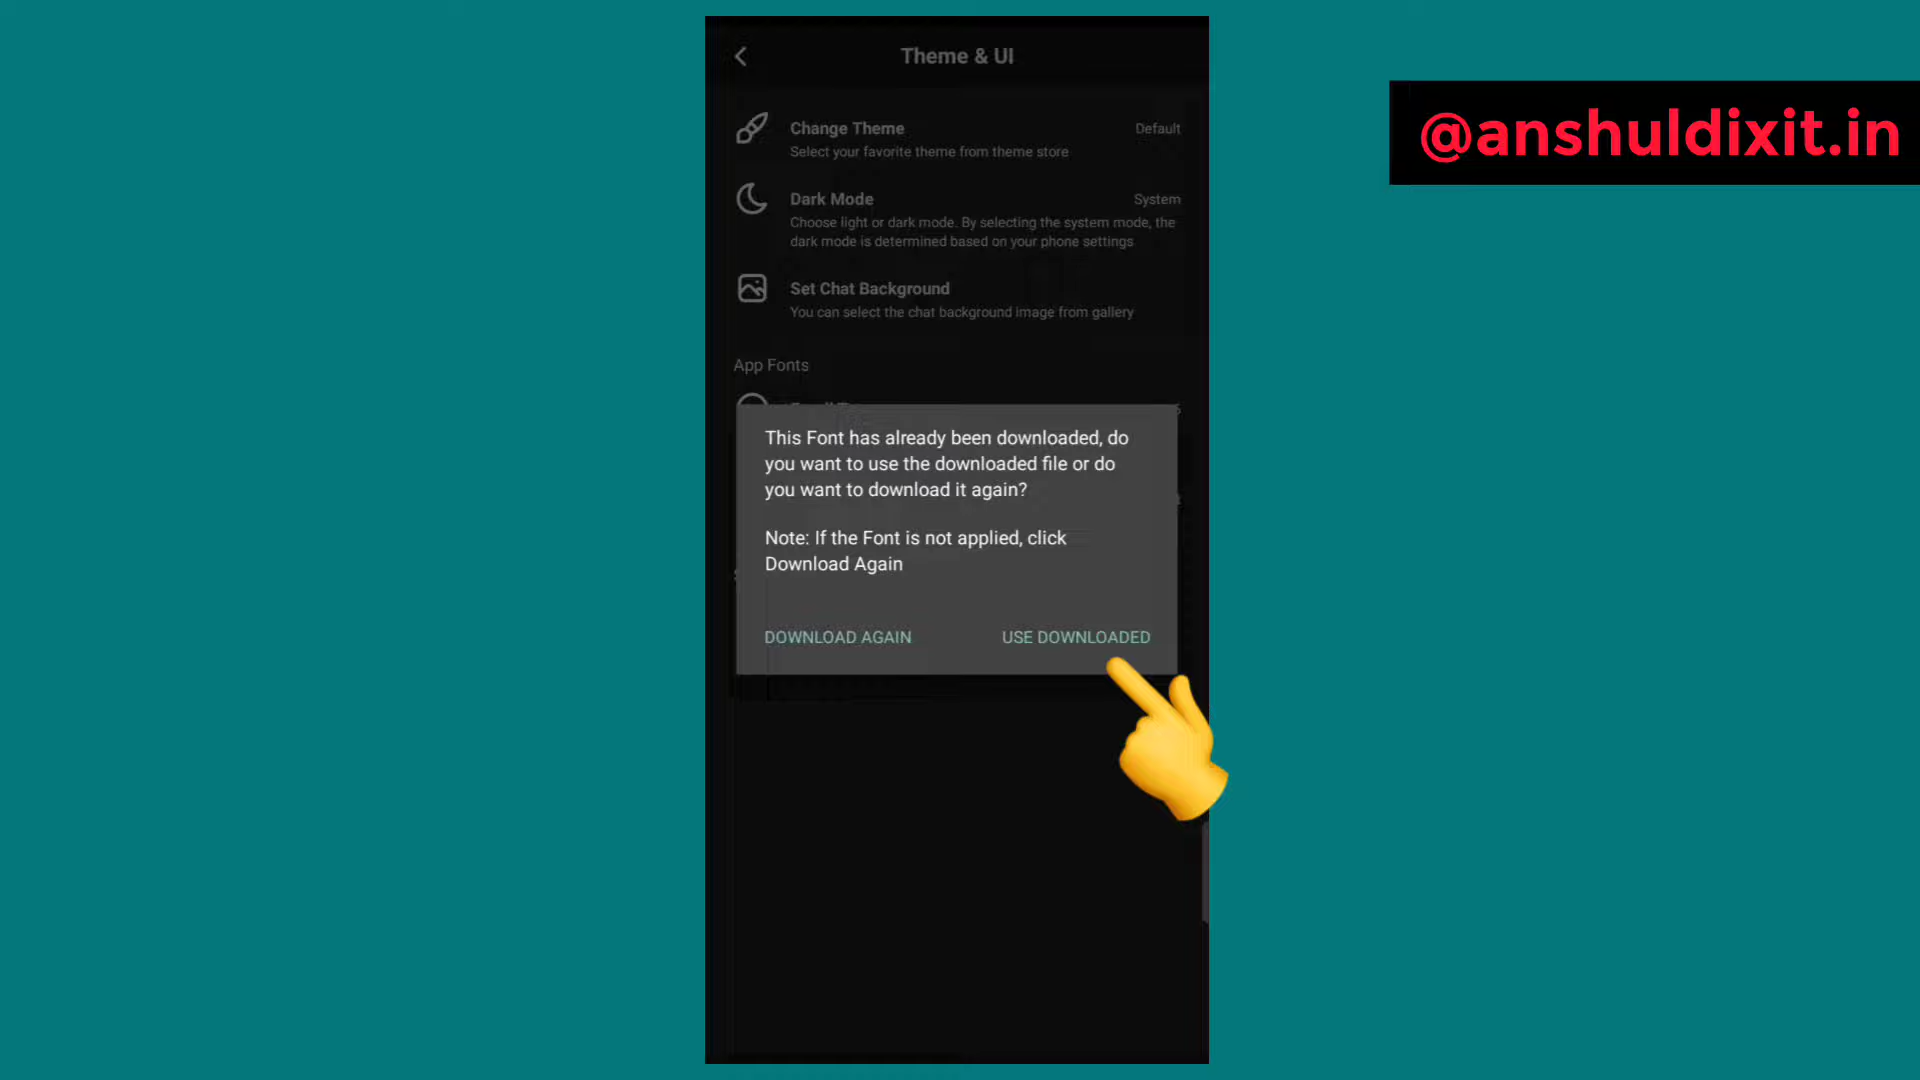 Theme & UI
@anshuldixit.in
Change Theme
Default
Select your favorite theme from theme store
Dark Mode
System
Choose light or dark mode. By selecting the system mode, the
dark mode is determined based on your phone settings
Set Chat Background
You can select the chat background image from gallery
App Fonts
This Font has already been downloaded, do
you want to use the downloaded file or do
you want to download it again?
Note: If the Font is not applied, click
Download Again
DOWNLOAD AGAIN
USE DOWNLOADED